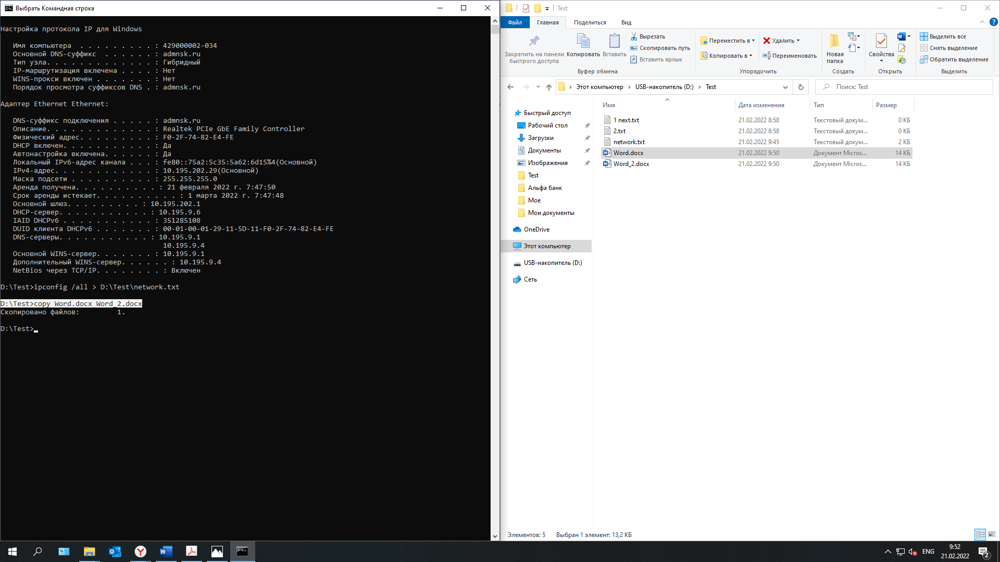 Выбрать Командная строка
Настройка протокола IP для Windows
Имя компьютера . . . . . . . . . : 429000002-034
Основной DNS-суффикс . . . . . . : admnsk.ru
Тип узла. . . . . . . . . . . . . : Гибридный
IP-маршрутизация включена . . . . : Нет
WINS-прокси включен . . . . . . . : Нет
Порядок просмотра суффиксов DNS . : admnsk.ru
Адаптер Ethernet Ethernet:
DNS-суффикс подключения . . . . . : admnsk.ru
Описание. . . . . . . . . . . . . : Realtek PCIe GbE Family Controller
Физический адрес. . . . . . . . . : F0-2F-74-82-E4-FE
DHCP включен. . . . . . . . . . . : Да
Автонастройка включена. . . . . . : Да
Локальный IPv6-адрес канала . . . : fe80::75a2:5c35:5a62:6d15%4(Основной)
IPv4-адрес. . . . . . . . . . . . : 10.195.202.29(Основной)
Маска подсети . . . . . . . . . . : 255.255.255.0
Аренда получена. . . . . . . . . . : 21 февраля 2022 г. 7:47:50
Срок аренды истекает. . . . . . . . . . : 1 марта 2022 г. 7:47:48
Основной шлюз. . . . . . . . . : 10.195.202.1
DHCP-сервер. . . . . . . . . . . : 10.195.9.6
IAID DHCPv6 . . . . . . . . . . . : 351285108
DUID клиента DHCPv6 . . . . . . . : 00-01-00-01-29-11-5D-11-F0-2F-74-82-E4-FE
DNS-серверы. . . . . . . . . . . : 10.195.9.1
10.195.9.4
Основной WINS-сервер. . . . . . . : 10.195.9.1
Дополнительный WINS-сервер. . . . . . : 10.195.9.4
NetBios через TCP/IP. . . . . . . . : Включен
D:\Test>ipconfig /all > D:\Test\network.txt
D:\Test>copy Word.docx Word_2.docx
Скопировано файлов: 1.
D:\Test>
Test
Файл Главная Поделиться Вид
Закрепить на панели быстрого доступа
Копировать
Вставить
Вырезать
Скопировать путь
Вставить ярлык
Буфер обмена
Переместить в
Копировать в
Удалить
Переименовать
Упорядочить
Новая папка
Создать
Свойства
Открыть
Выделить все
Снять выделение
Обратить выделение
Выделить
Этот компьютер > USB-накопитель (D:) > Test
Поиск: Test
Быстрый доступ
Рабочий стол
Загрузки
Документы
Изображения
Test
Альфа банк
Мое
Мои документы
OneDrive
Этот компьютер
USB-накопитель (D:)
Сеть
Имя Дата изменения Тип Размер
1 next.txt 21.02.2022 8:58 Текстовый докум... 0 КБ
2.txt 21.02.2022 8:58 Текстовый докум... 0 КБ
network.txt 21.02.2022 9:45 Текстовый докум... 2 КБ
Word.docx 21.02.2022 9:50 Документ Micros... 14 КБ
Word_2.docx 21.02.2022 9:50 Документ Micros... 14 КБ
Элементов: 5 Выбран 1 элемент: 13,2 КБ
ENG
9:52
21.02.2022
2